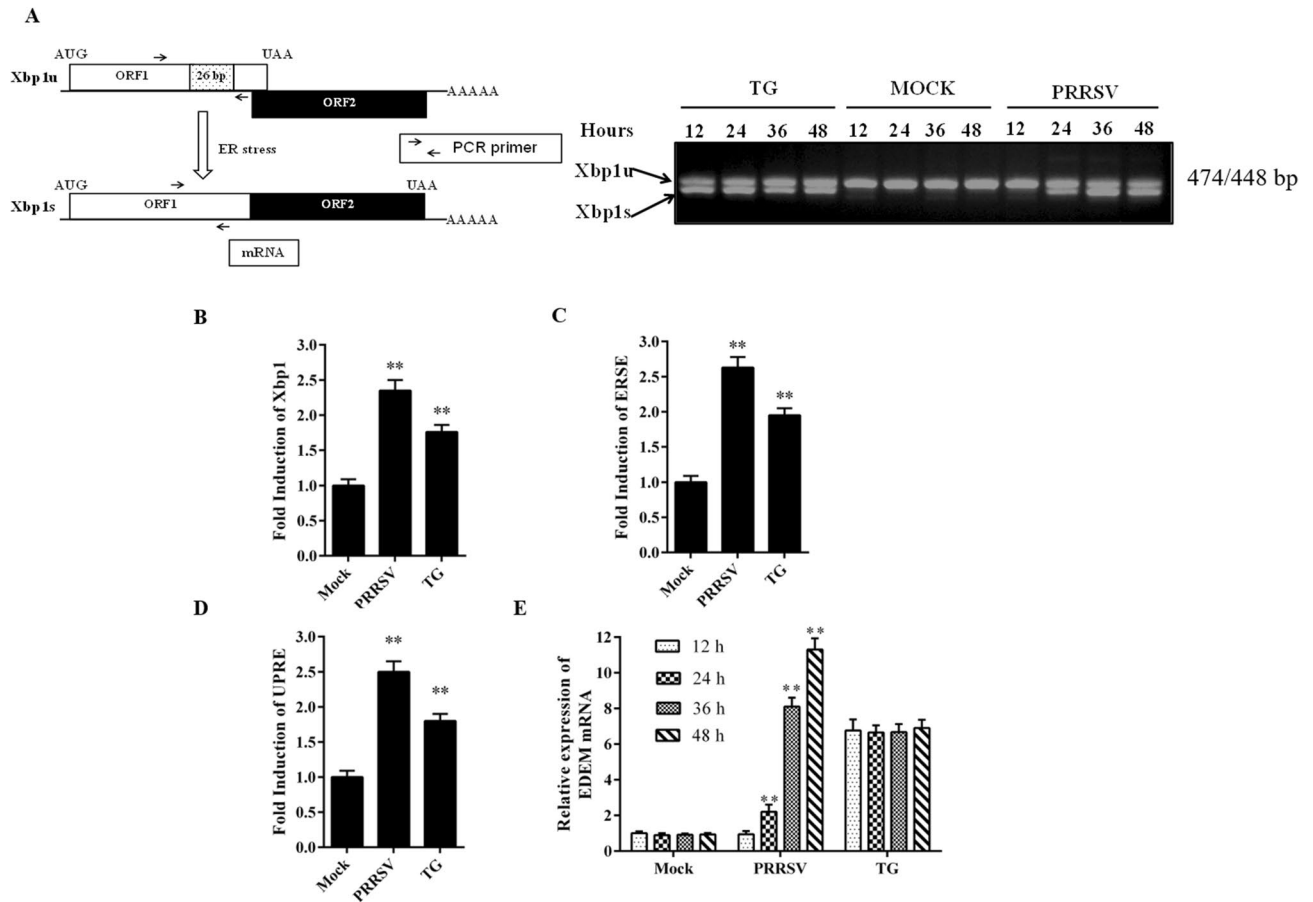 A
AUG UAA
Xbp1u ORF1 26 bp
ORF2 AAAAA
ER stress
PCR primer
AUG UAA
Xbp1s ORF1 ORF2
AAAAA
mRNA
TG MOCK PRRSV
Hours 12 24 36 48 12 24 36 48 12 24 36 48
Xbp1u
Xbp1s
474/448 bp
B
Fold Induction of Xbp1
3.0
2.5
2.0
1.5
1.0
0.5
0.0
** **
Mock PRRSV TG
C
Fold Induction of ERSE
3.0
2.5
2.0
1.5
1.0
0.5
0.0
** **
Mock PRRSV TG
D
Fold Induction of UPRE
3.0
2.5
2.0
1.5
1.0
0.5
0.0
** **
Mock PRRSV TG
E
Relative expression of
EDEM mRNA
12
10
8
6
4
2
0
12 h
24 h
36 h
48 h
** ** **
Mock PRRSV TG